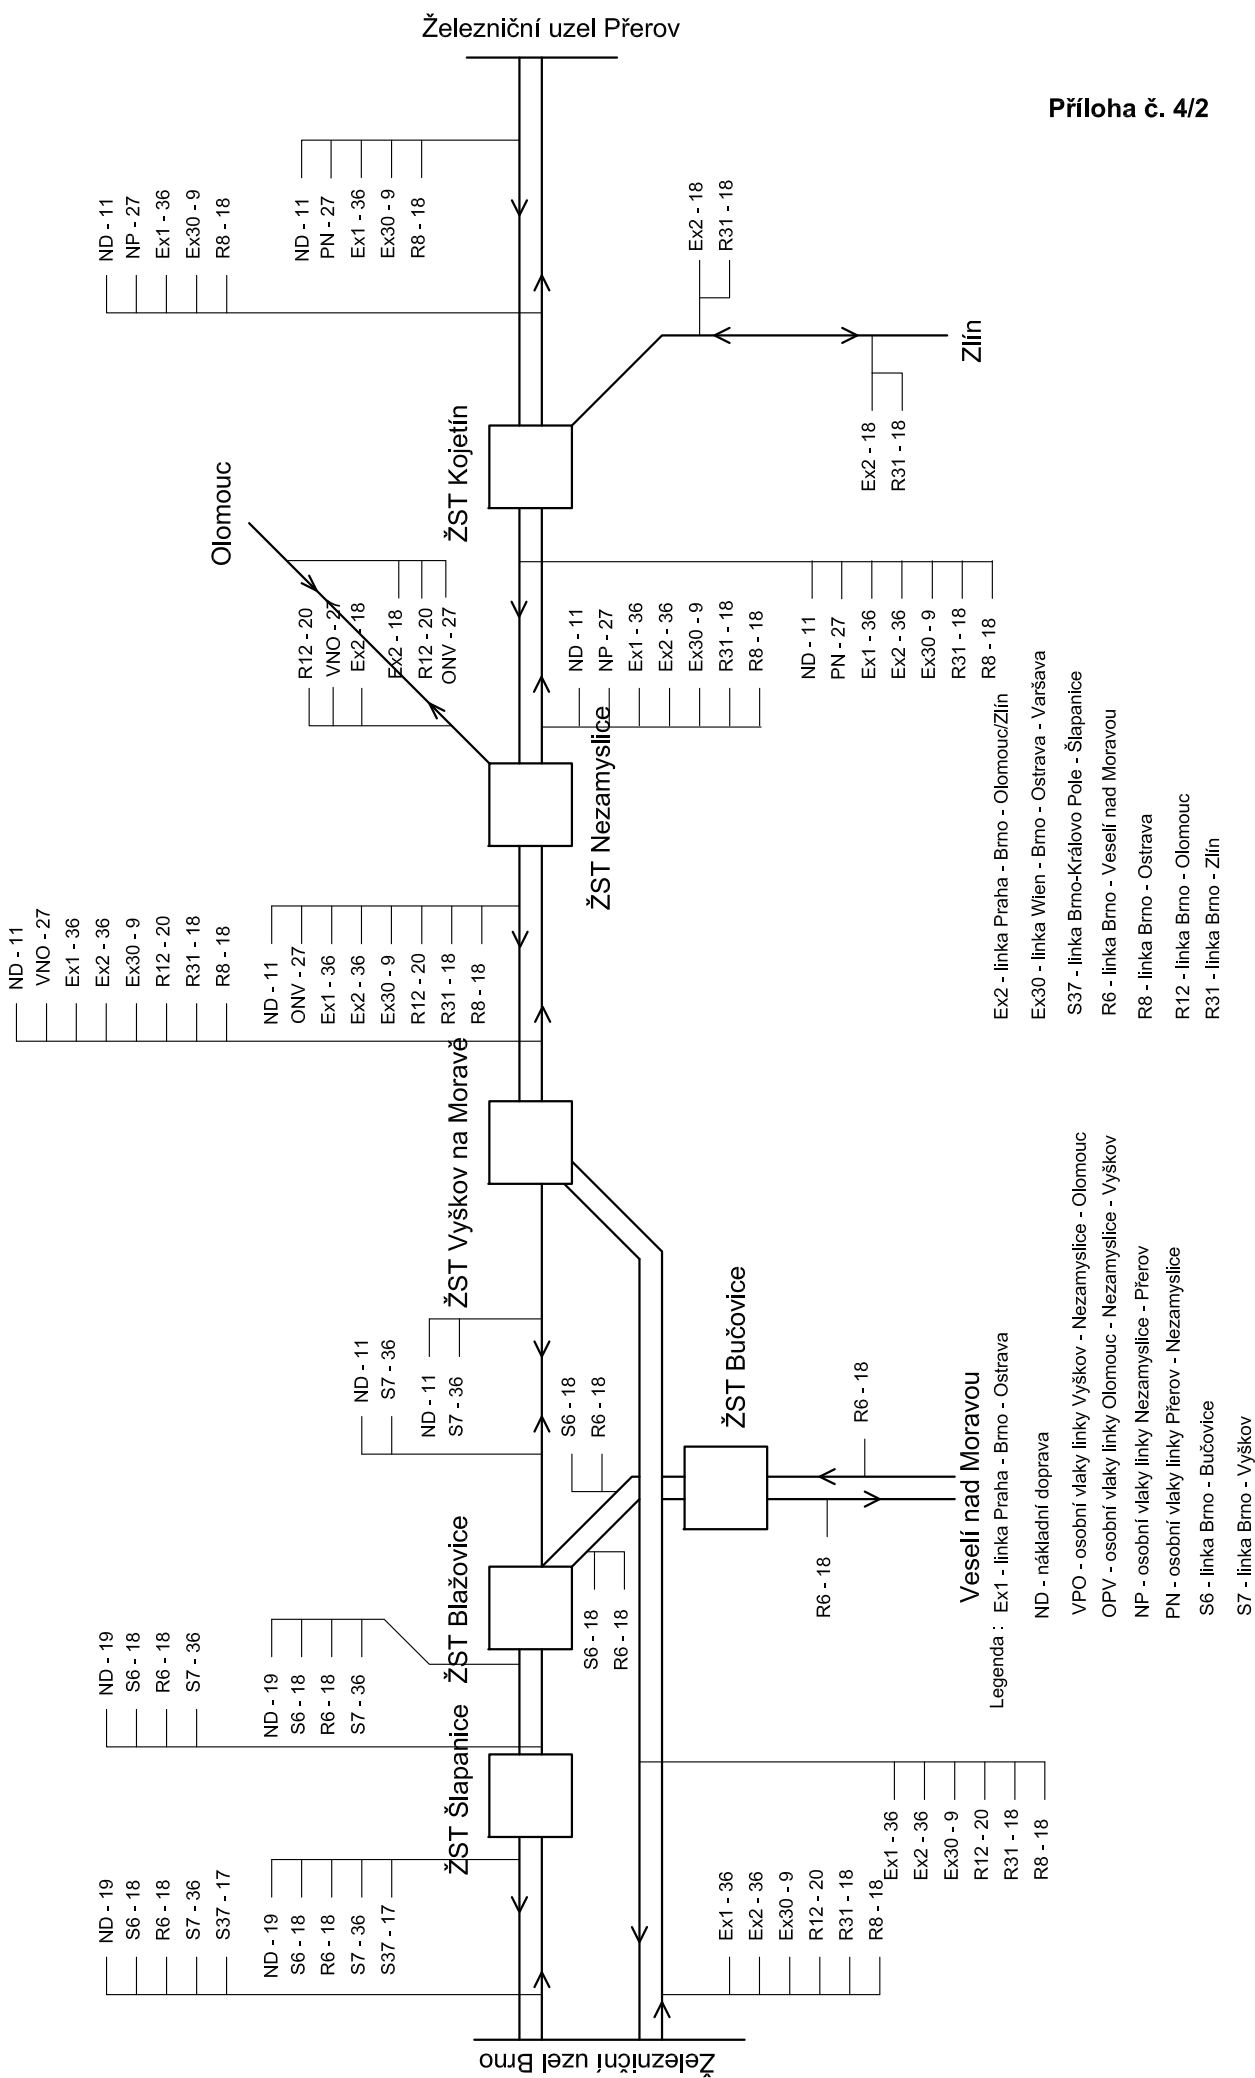 Železniční uzel Přerov
Příloha č. 4/2
ND - 11
NP - 27
Ex1 - 36
Ex30 - 9
R8 - 18
ND - 11
PN - 27
Ex1 - 36
Ex30 - 9
R8 - 18
Ex2 - 18
R31 - 18
Zlín
Ex2 - 18
R31 - 18
ŽST Kojetín
Olomouc
R12 - 20
VNO - 27
Ex2 - 18
Ex2 - 18
R12 - 20
ONV - 27
ND - 11
NP - 27
Ex1 - 36
Ex2 - 36
Ex30 - 9
R31 - 18
R8 - 18
ND - 11
PN - 27
Ex1 - 36
Ex2 - 36
Ex30 - 9
R31 - 18
R8 - 18
ŽST Nezamyslice
ND - 11
VNO - 27
Ex1 - 36
Ex2 - 36
Ex30 - 9
R12 - 20
R31 - 18
R8 - 18
ND - 11
ONV - 27
Ex1 - 36
Ex2 - 36
Ex30 - 9
R12 - 20
R31 - 18
R8 - 18
ŽST Vyškov na Moravě
ND - 11
S7 - 36
ND - 11
S7 - 36
S6 - 18
R6 - 18
S6 - 18
R6 - 18
ŽST Bučovice
R6 - 18
R6 - 18
Veselí nad Moravou
ŽST Blažovice
ND - 19
S6 - 18
R6 - 18
S7 - 36
ND - 19
S6 - 18
R6 - 18
S7 - 36
ŽST Šlapanice
ND - 19
S6 - 18
R6 - 18
S7 - 36
S37 - 17
ND - 19
S6 - 18
R6 - 18
S7 - 36
S37 - 17
Ex1 - 36
Ex2 - 36
Ex30 - 9
R12 - 20
R31 - 18
R8 - 18
Ex1 - 36
Ex2 - 36
Ex30 - 9
R12 - 20
R31 - 18
R8 - 18
Železniční uzel Brno
Legenda : Ex1 - linka Praha - Brno - Ostrava
ND - nákladní doprava
VPO - osobní vlaky linky Vyškov - Nezamyslice - Olomouc
OPV - osobní vlaky linky Olomouc - Nezamyslice - Vyškov
NP - osobní vlaky linky Nezamyslice - Přerov
PN - osobní vlaky linky Přerov - Nezamyslice
S6 - linka Brno - Bučovice
S7 - linka Brno - Vyškov
Ex2 - linka Praha - Brno - Olomouc/Zlín
Ex30 - linka Wien - Brno - Ostrava - Varšava
S37 - linka Brno-Královo Pole - Šlapanice
R6 - linka Brno - Veselí nad Moravou
R8 - linka Brno - Ostrava
R12 - linka Brno - Olomouc
R31 - linka Brno - Zlín